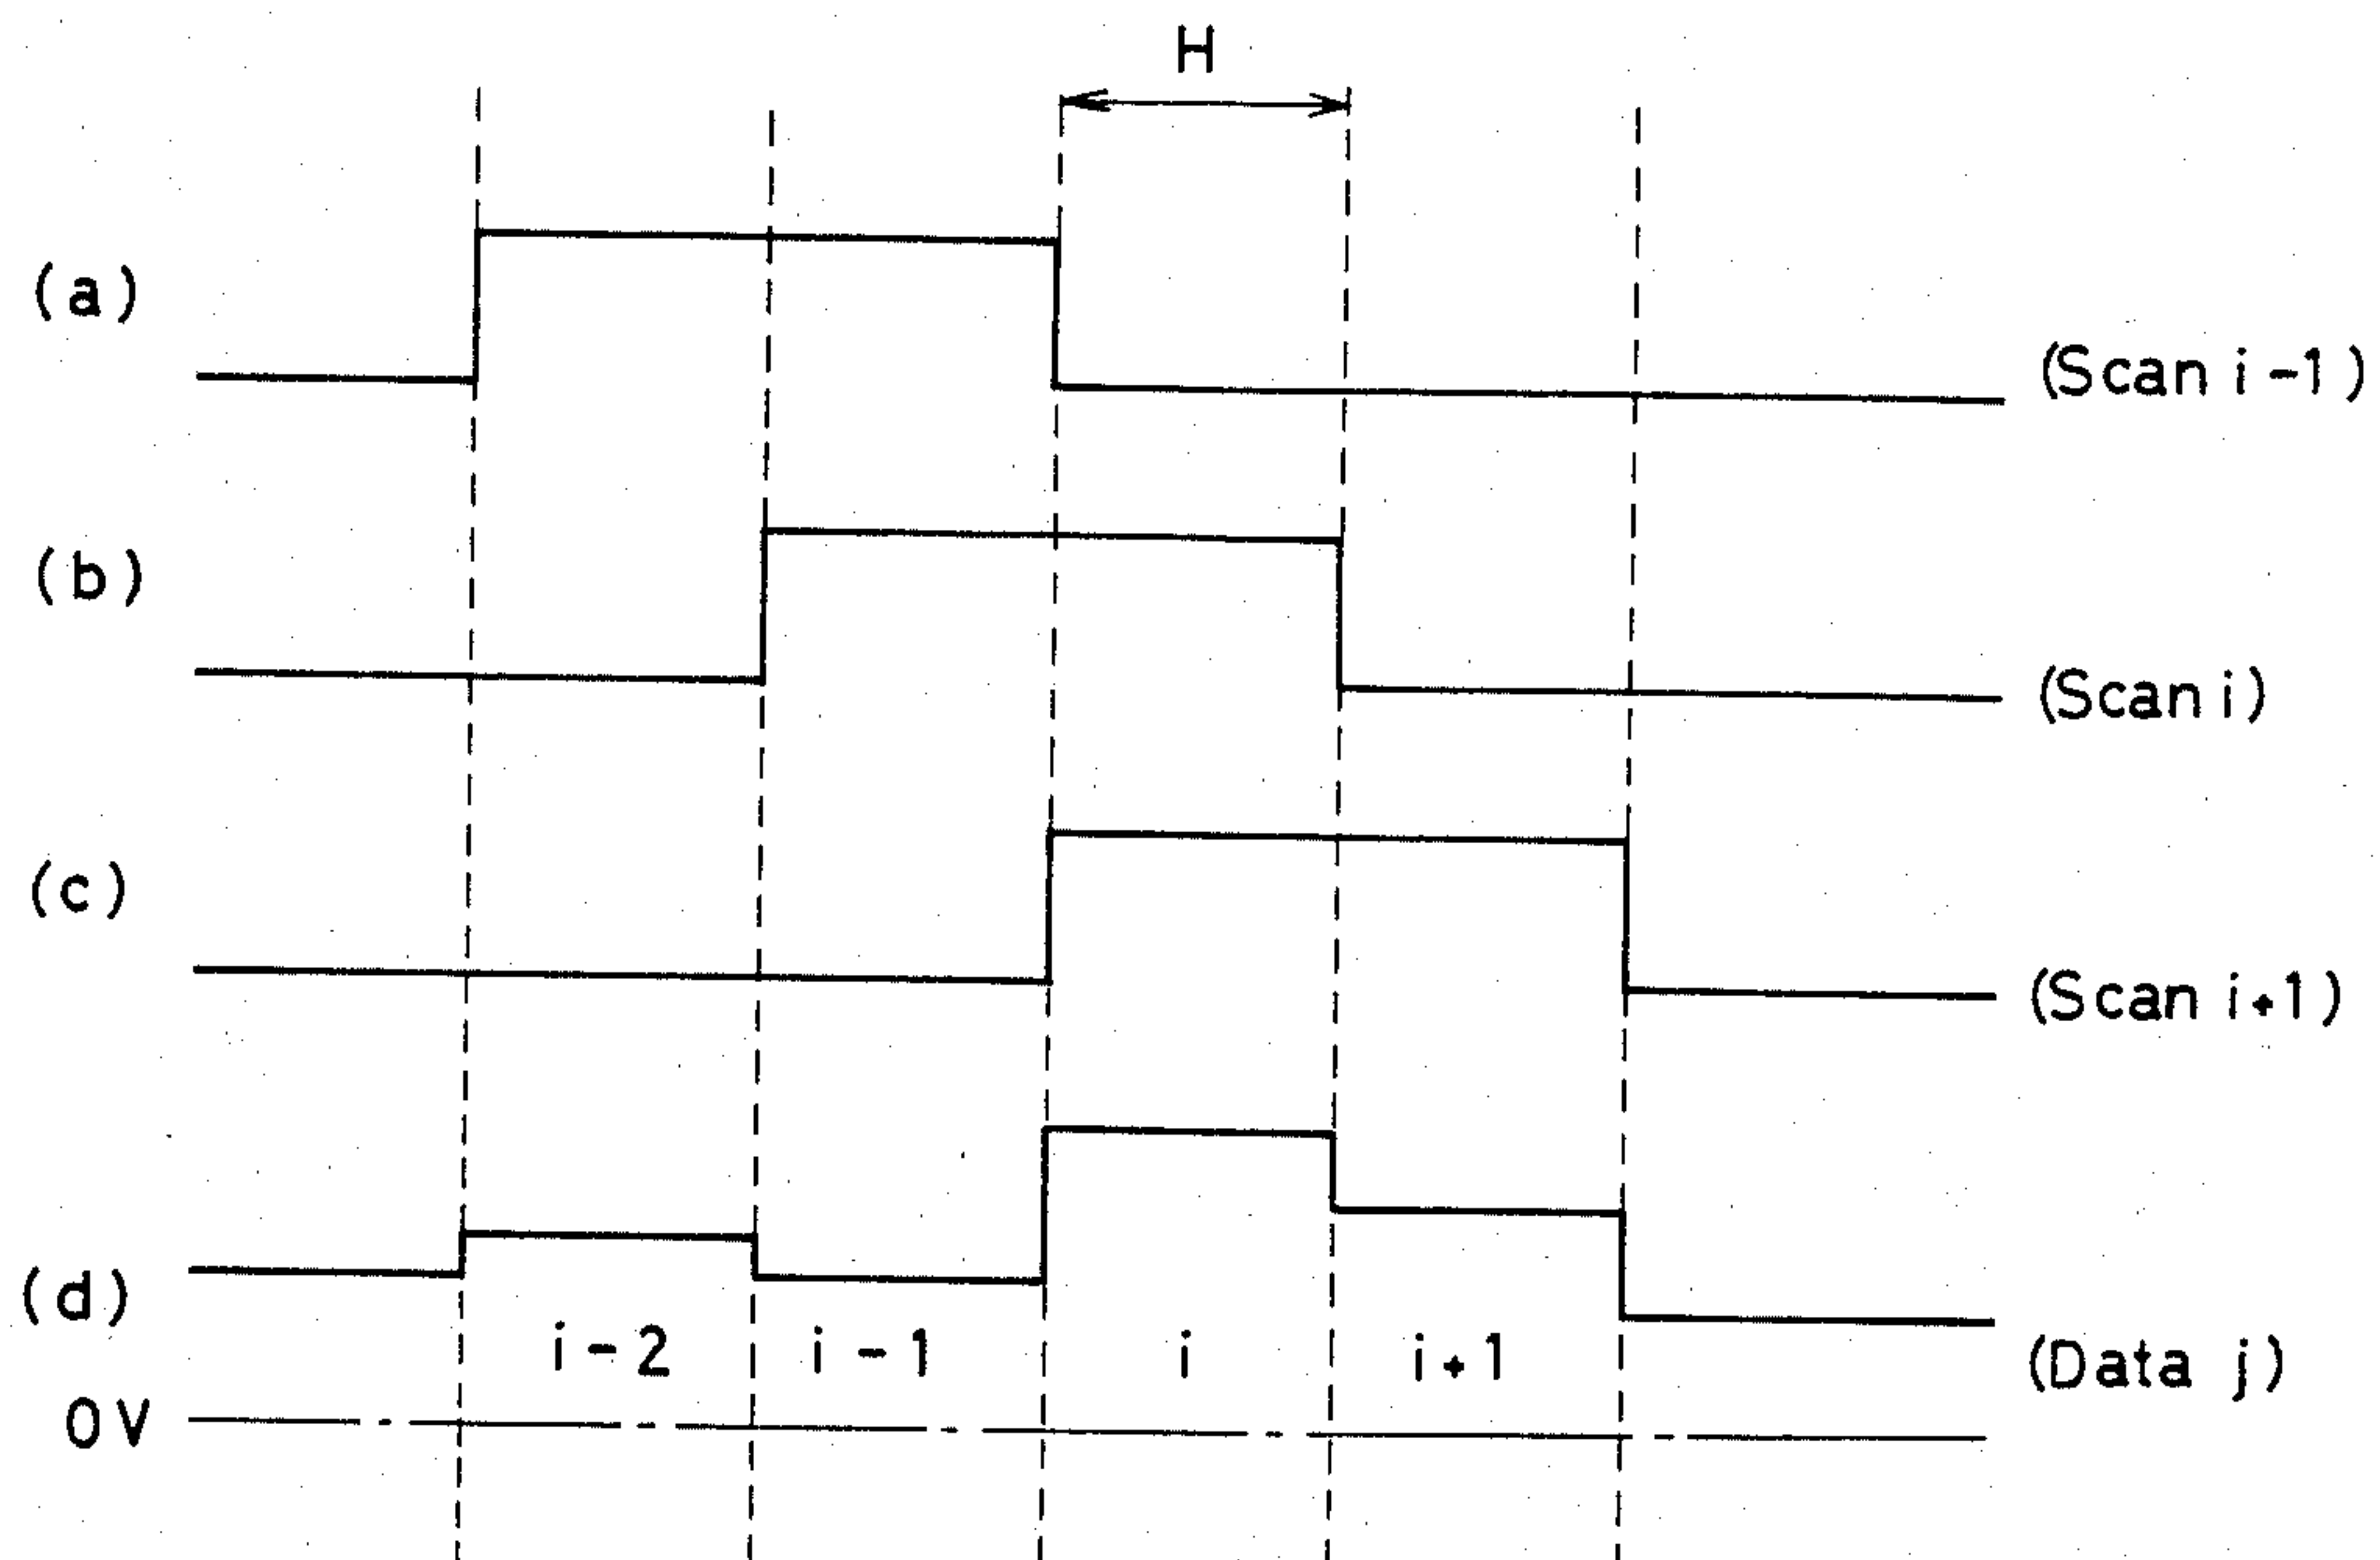 H
(a)
(Scan i-1)
(b)
(Scan i)
(c)
(Scan i+1)
(d)
i-2
i-1
i
i+1
(Data j)
0V